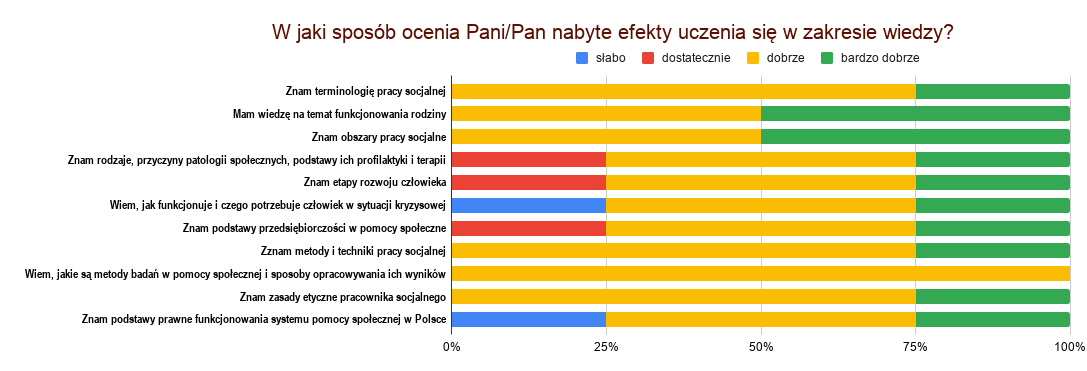 W jaki sposób ocenia Pani/Pan nabyte efekty uczenia się w zakresie wiedzy?
słabo dostatecznie dobrze bardzo dobrze
Znam terminologię pracy socjalnej
Mam wiedzę na temat funkcjonowania rodziny
Znam obszary pracy socjalne
Znam rodzaje, przyczyny patologii społecznych, podstawy ich profilaktyki i terapii
Znam etapy rozwoju człowieka
Wiem, jak funkcjonuje i czego potrzebuje człowiek w sytuacji kryzysowej
Znam podstawy przedsiębiorczości w pomocy społeczne
Zznam metody i techniki pracy socjalnej
Wiem, jakie są metody badań w pomocy społecznej i sposoby opracowywania ich wyników
Znam zasady etyczne pracownika socjalnego
Znam podstawy prawne funkcjonowania systemu pomocy społecznej w Polsce
0% 25% 50% 75% 100%